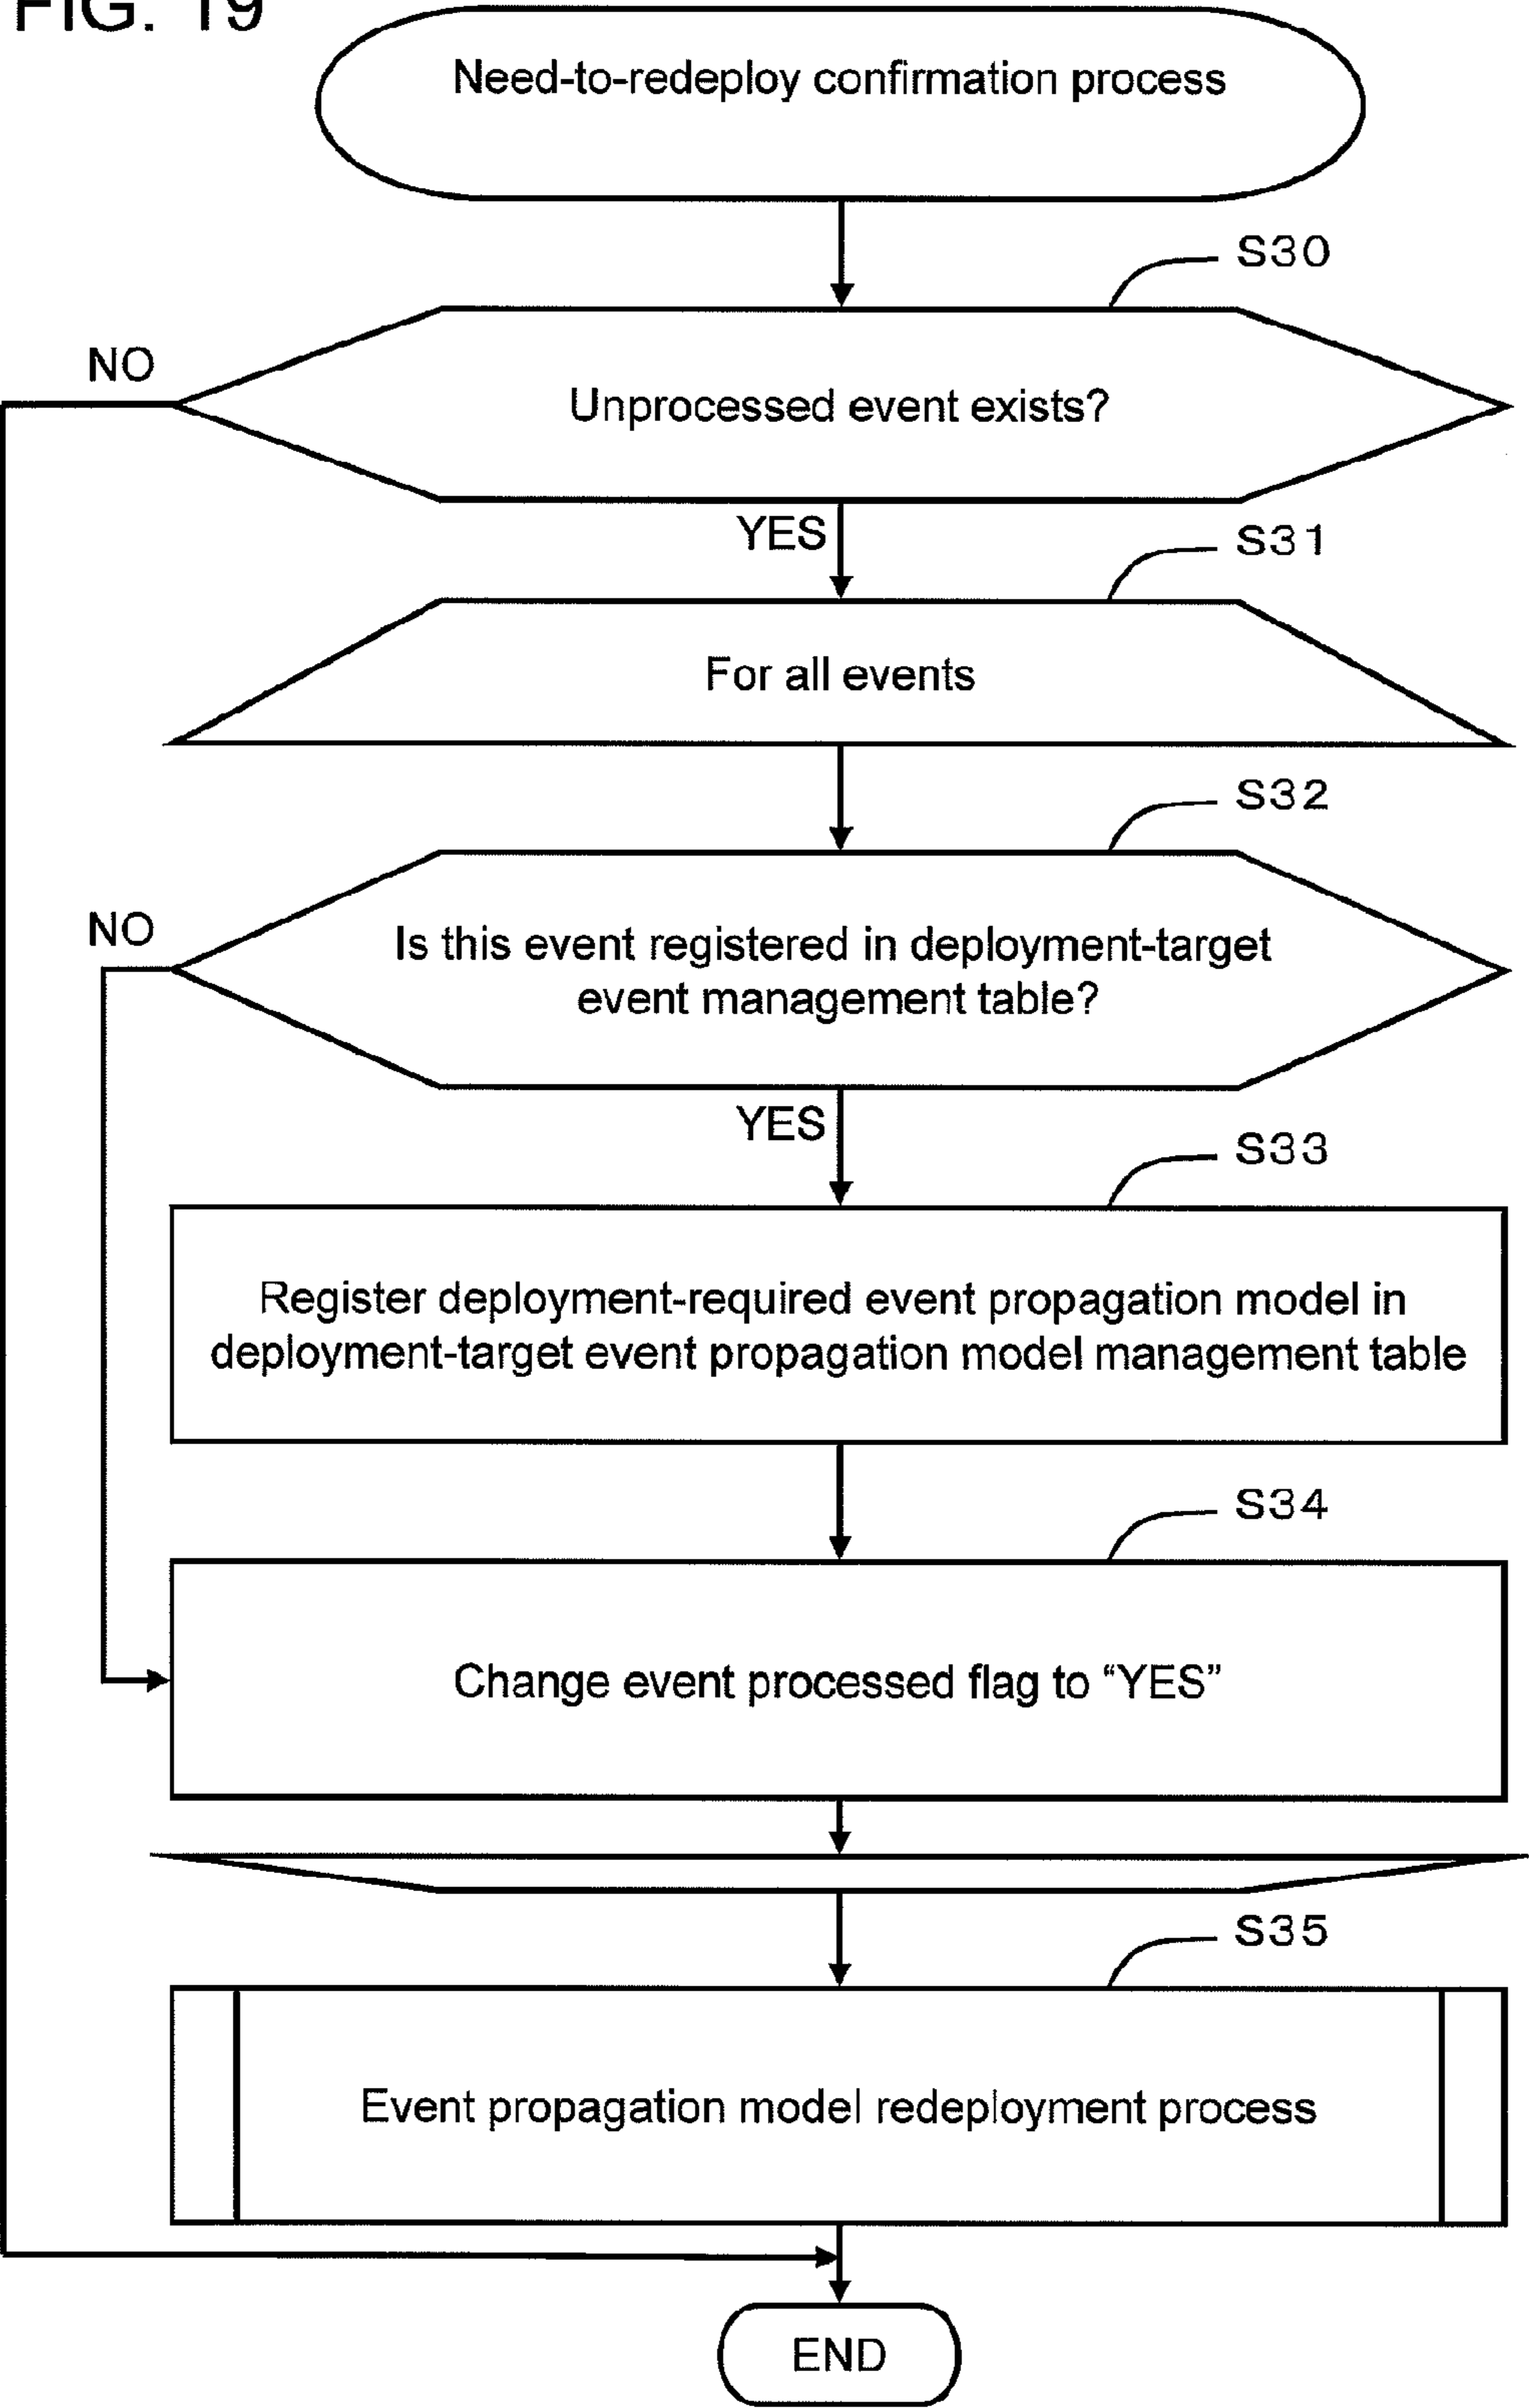 FIG. 19
Need-to-redeploy confirmation process
S30
NO
Unprocessed event exists?
YES
S31
For all events
S32
NO
Is this event registered in deployment-target
event management table?
YES
S33
Register deployment-required event propagation model in
deployment-target event propagation model management table
S34
Change event processed flag to “YES”
S35
Event propagation model redeployment process
END